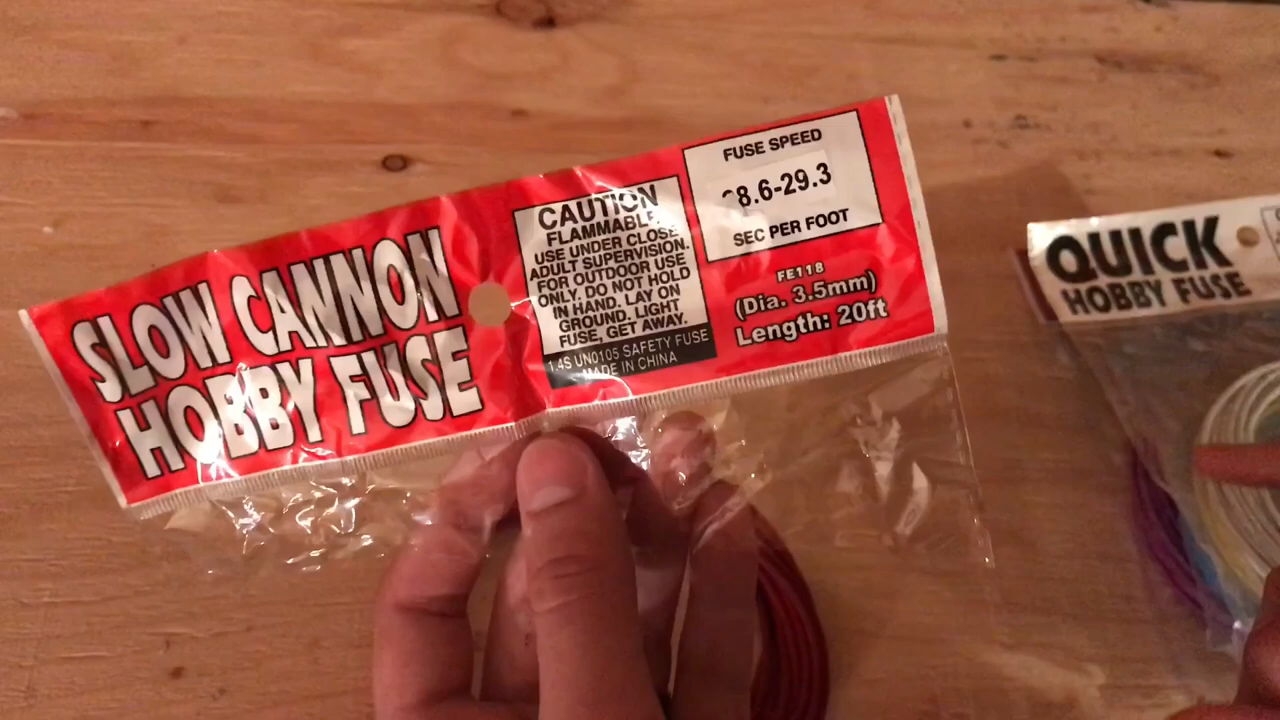 SLOW CANNON
HOBBY FUSE
CAUTION
FLAMMABLE.
USE UNDER CLOSE
ADULT SUPERVISION.
FOR OUTDOOR USE
ONLY. DO NOT HOLD
IN HAND. LAY ON
GROUND. LIGHT
FUSE, GET AWAY.
1.4S UN0105 SAFETY FUSE
MADE IN CHINA
FUSE SPEED
8.6-29.3
SEC PER FOOT
FE118
(Dia. 3.5mm)
Length: 20ft
QUICK
HOBBY FUSE